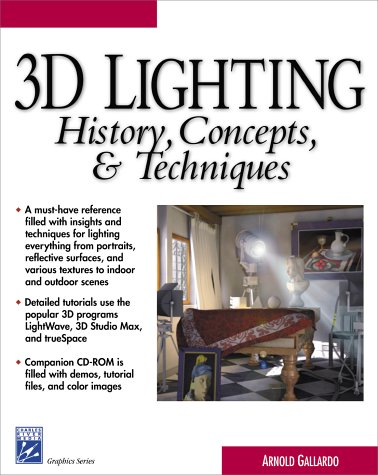 3D LIGHTING
History, Concepts,
& Techniques
A must-have reference
filled with insights and
techniques for lighting
everything from portraits,
reflective surfaces, and
various textures to indoor
and outdoor scenes
Detailed tutorials use the
popular 3D programs
LightWave, 3D Studio Max,
and trueSpace
Companion CD-ROM is
filled with demos, tutorial
files, and color images
CHARLES
RIVER
MEDIA
Graphics Series
ARNOLD GALLARDO